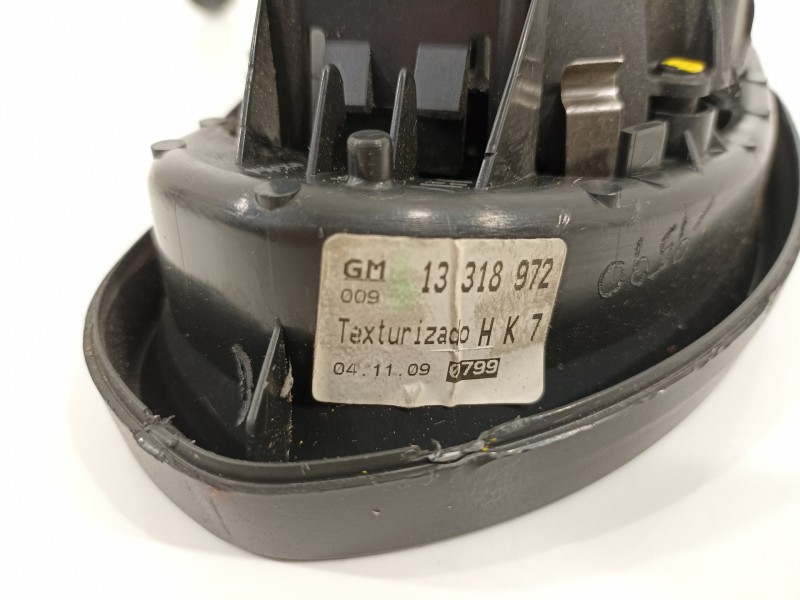 GM 13 318 972
009
Texturizado H K 7
04.11.09 0799